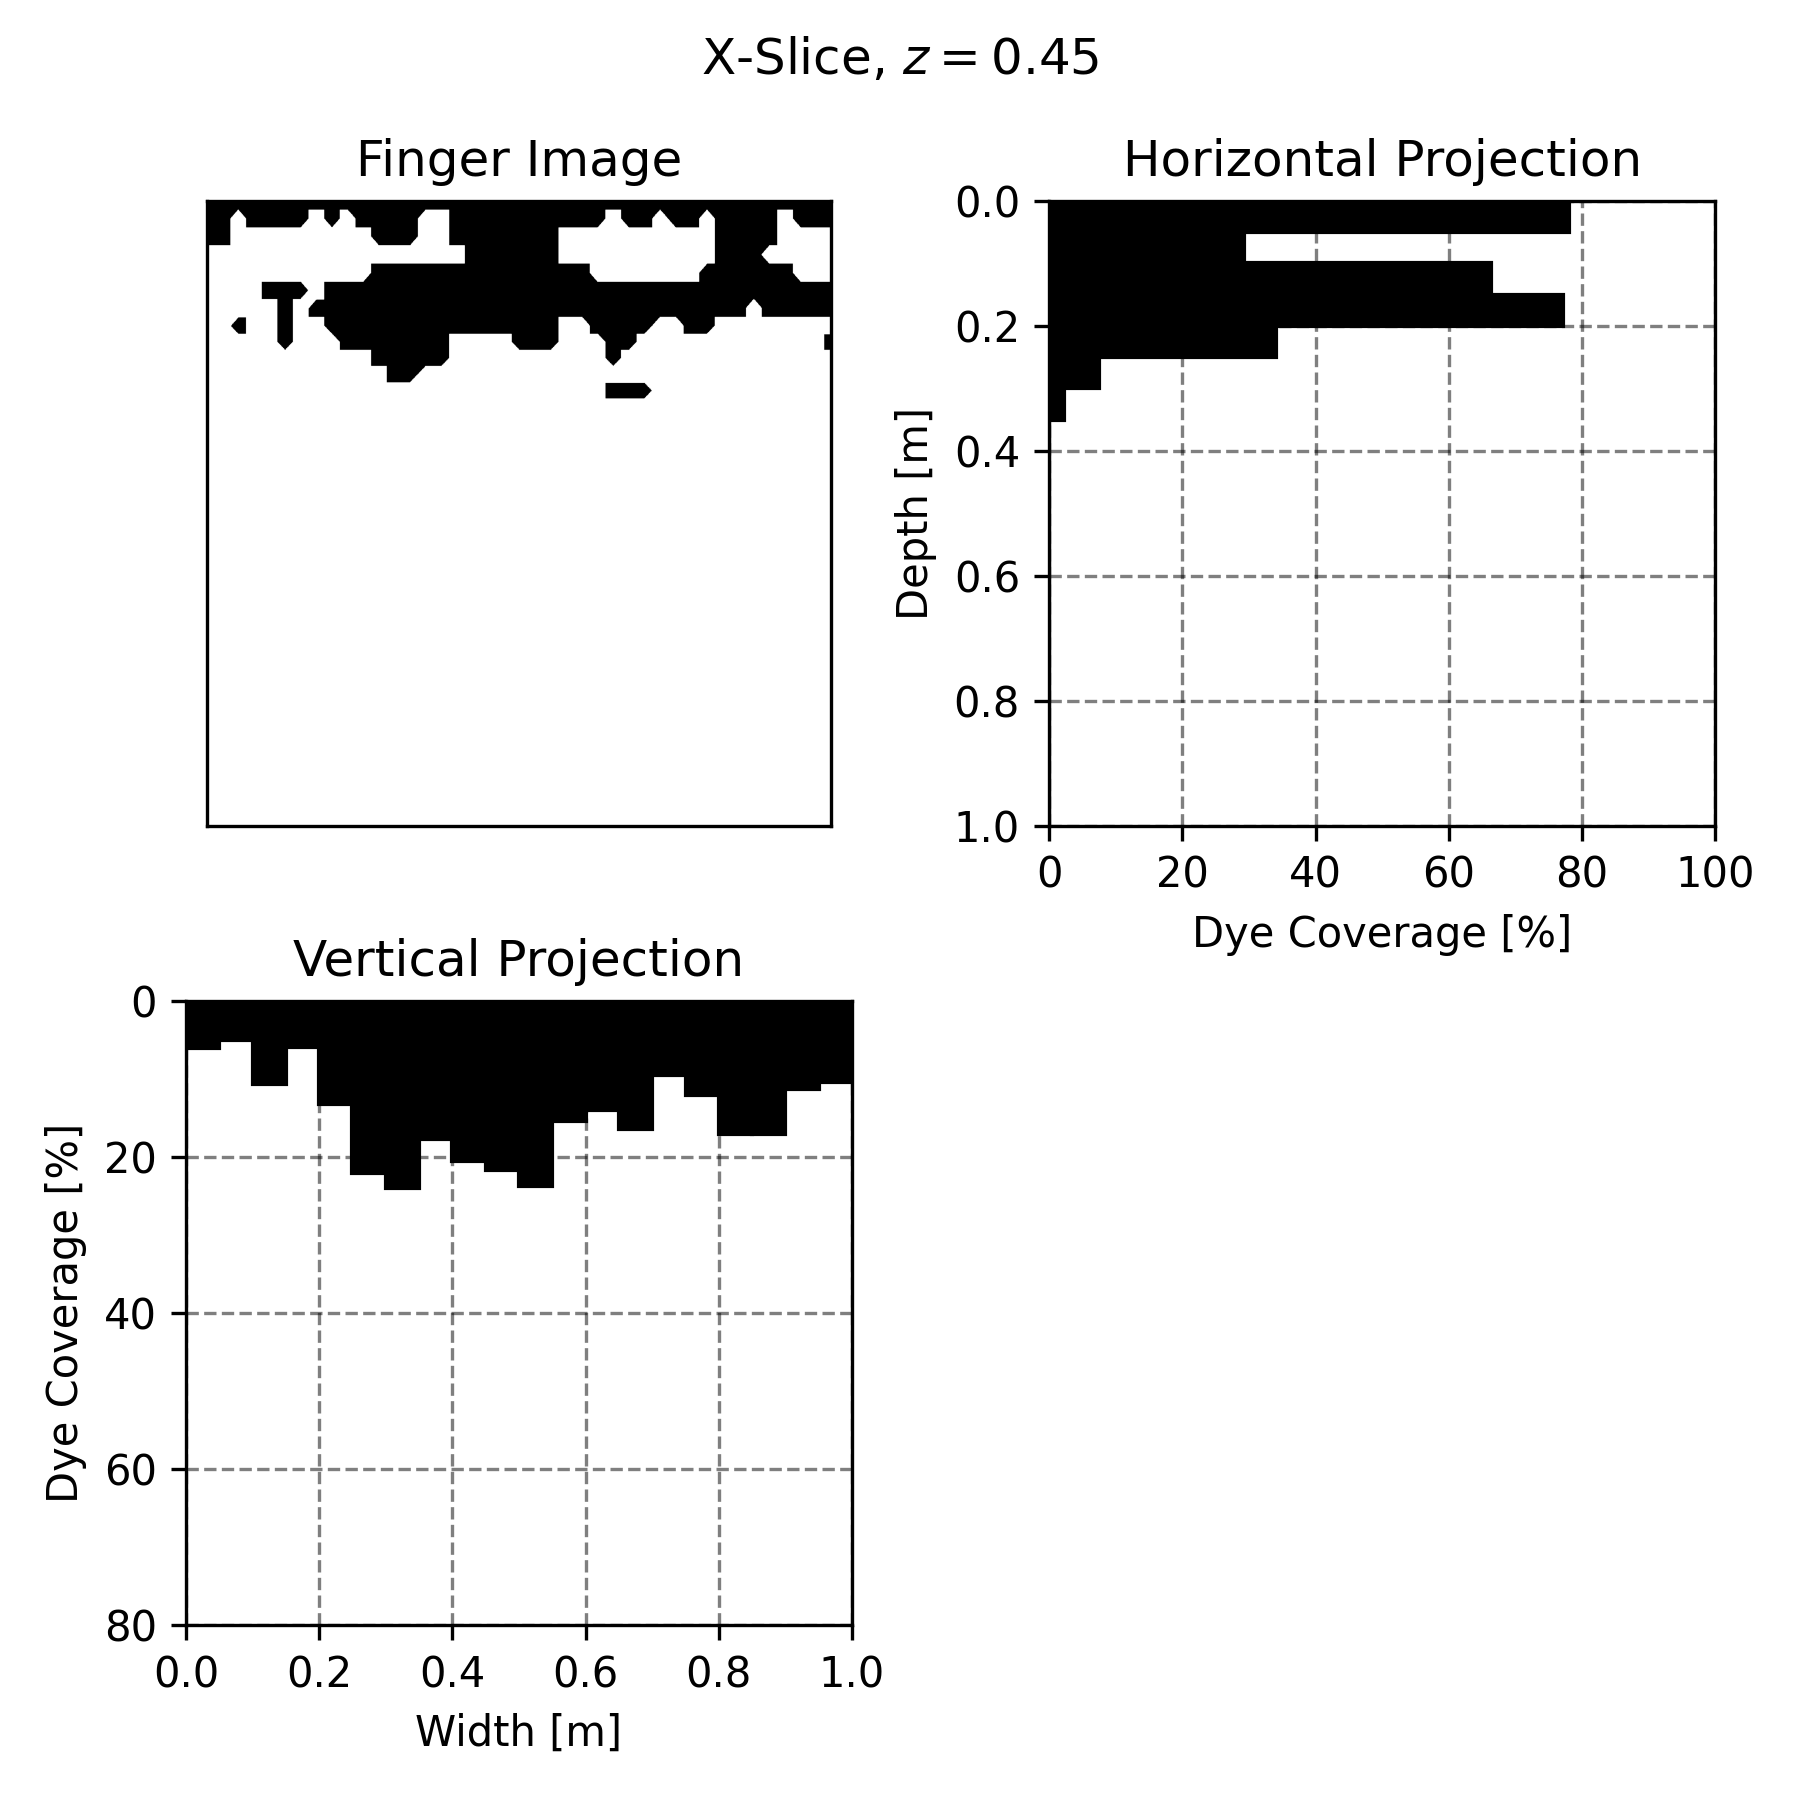 X-Slice, z = 0.45
Finger Image
Horizontal Projection
0.0
0.2
0.4
0.6
0.8
1.0
Depth [m]
0 20 40 60 80 100
Dye Coverage [%]
Vertical Projection
0
20
40
60
80
Dye Coverage [%]
0.0 0.2 0.4 0.6 0.8 1.0
Width [m]